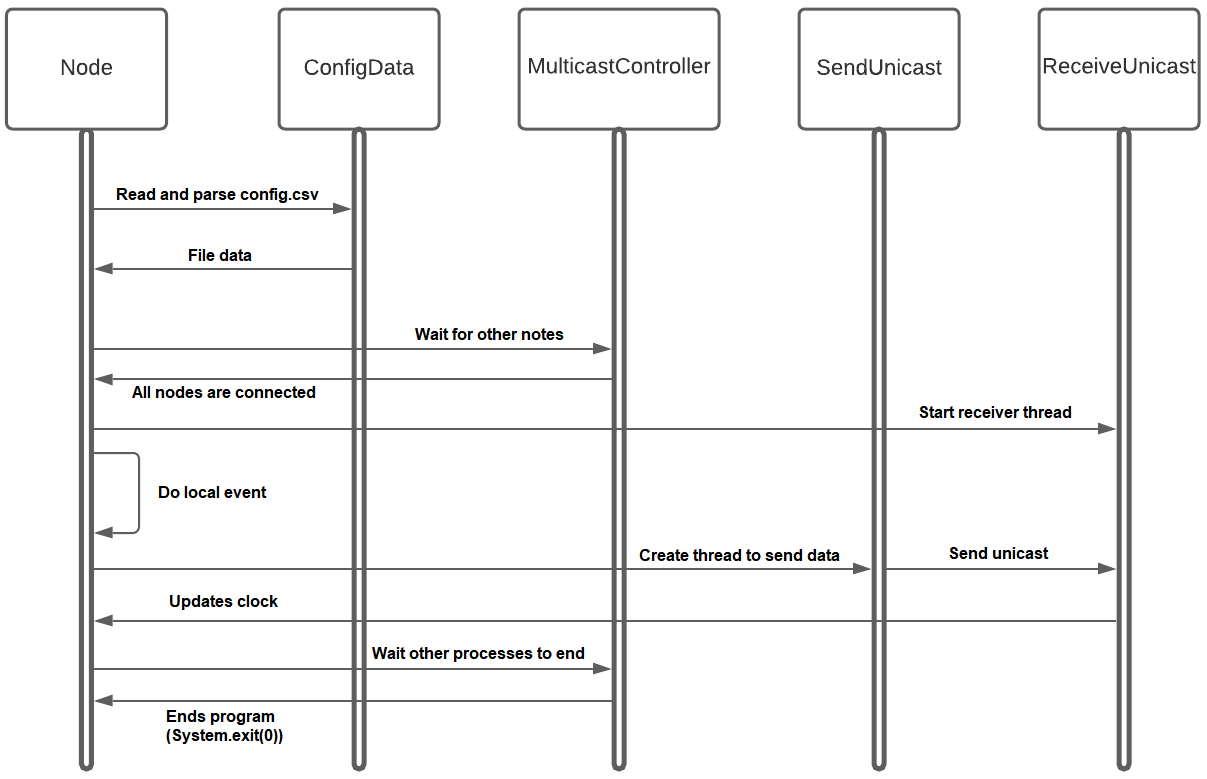 Node
ConfigData
MulticastController
SendUnicast
ReceiveUnicast
Read and parse config.csv
File data
Wait for other notes
All nodes are connected
Start receiver thread
Do local event
Create thread to send data
Send unicast
Updates clock
Wait other processes to end
Ends program
(System.exit(0))